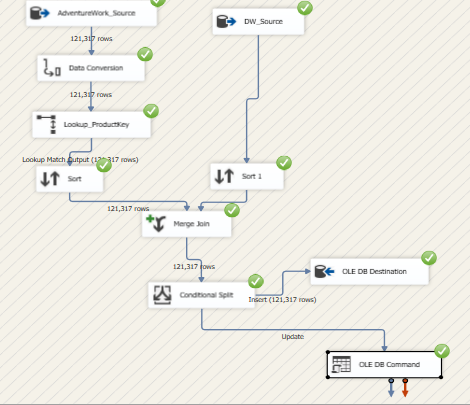 AdventureWork_Source
DW_Source
121,317 rows
Data Conversion
121,317 rows
Lookup_ProductKey
Lookup Match Output (121,317 rows)
Sort
Sort 1
121,317 rows
Merge Join
121,317 rows
OLE DB Destination
Conditional Split
Insert (121,317 rows)
Update
OLE DB Command